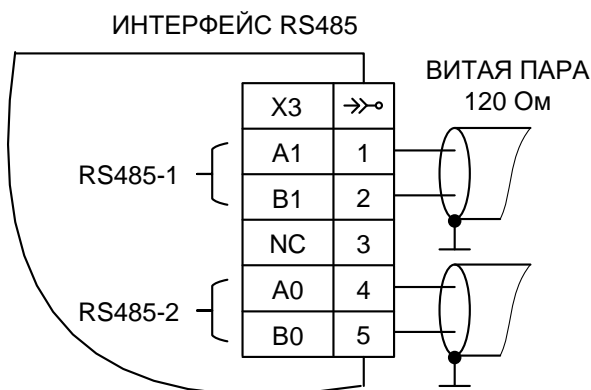 ИНТЕРФЕЙС RS485
ВИТАЯ ПАРА
120 Ом
X3
RS485-1
A1 1
B1 2
NC 3
RS485-2
A0 4
B0 5